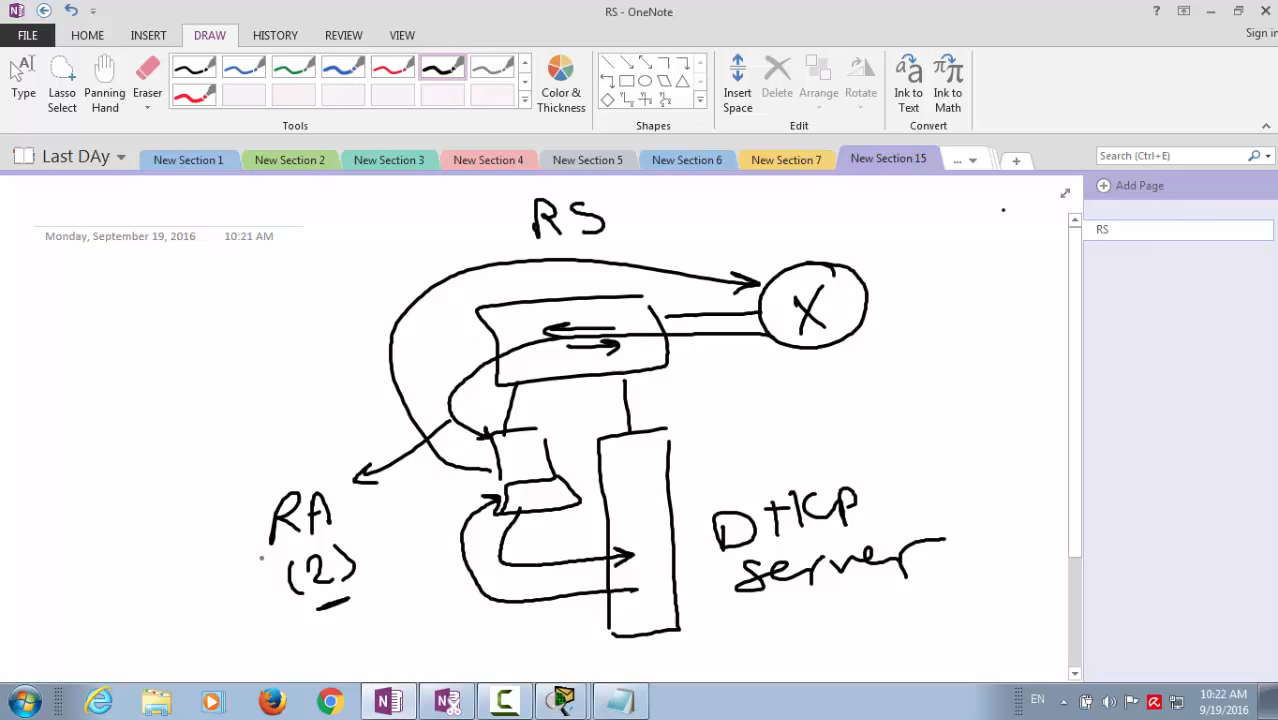 RS - OneNote
Sign in
FILE HOME INSERT DRAW HISTORY REVIEW VIEW
Type
Lasso Select
Panning Hand
Eraser
Color & Thickness
Insert Space
Delete
Arrange
Rotate
Ink to Text
Ink to Math
Tools
Shapes
Edit
Convert
Last DAy
New Section 1
New Section 2
New Section 3
New Section 4
New Section 5
New Section 6
New Section 7
New Section 15
...
Search (Ctrl+E)
Add Page
RS
Monday, September 19, 2016 10:21 AM
RS
X
RA
(2)
DHCP
server
EN
10:22 AM
9/19/2016